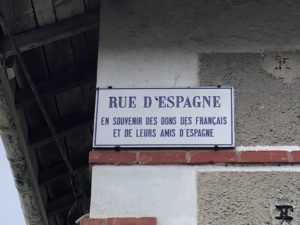 RUE D'ESPAGNE
EN SOUVENIR DES DONS DES FRANÇAIS
ET DE LEURS AMIS D'ESPAGNE